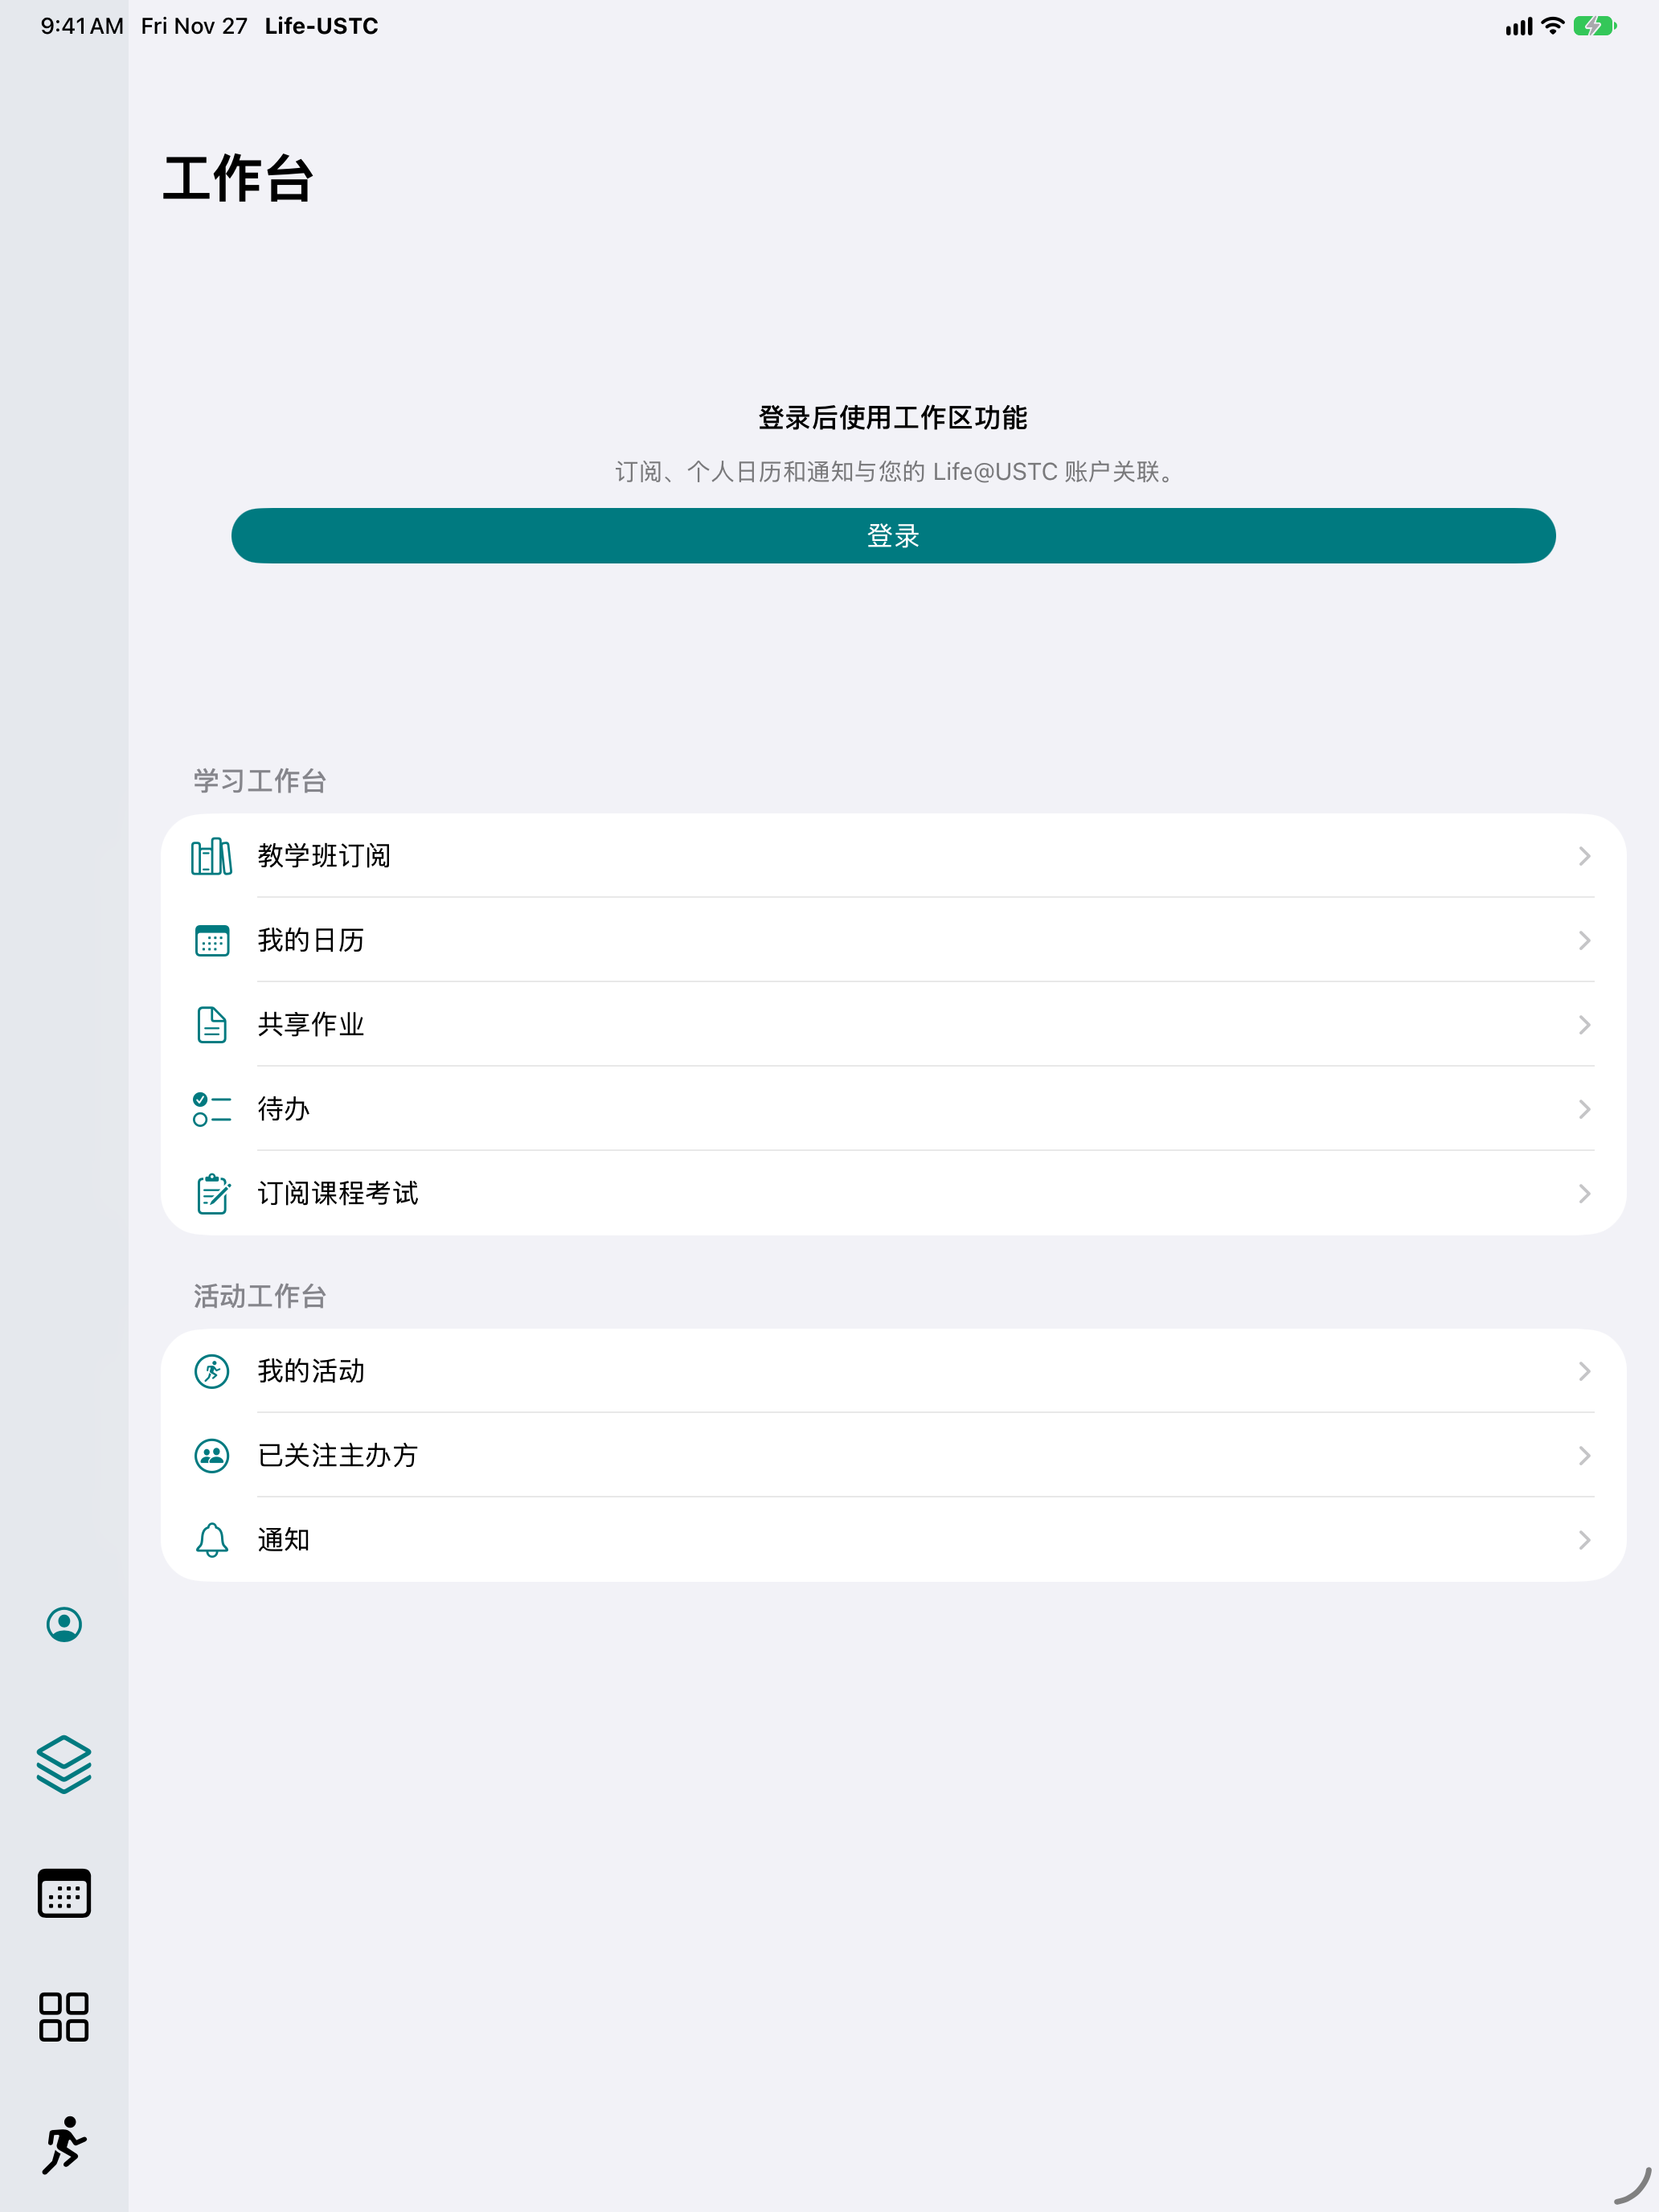 9:41 AM Fri Nov 27 Life-USTC
工作台
登录后使用工作区功能
订阅、个人日历和通知与您的 Life@USTC 账户关联。
登录
学习工作台
教学班订阅
我的日历
共享作业
待办
订阅课程考试
活动工作台
我的活动
已关注主办方
通知